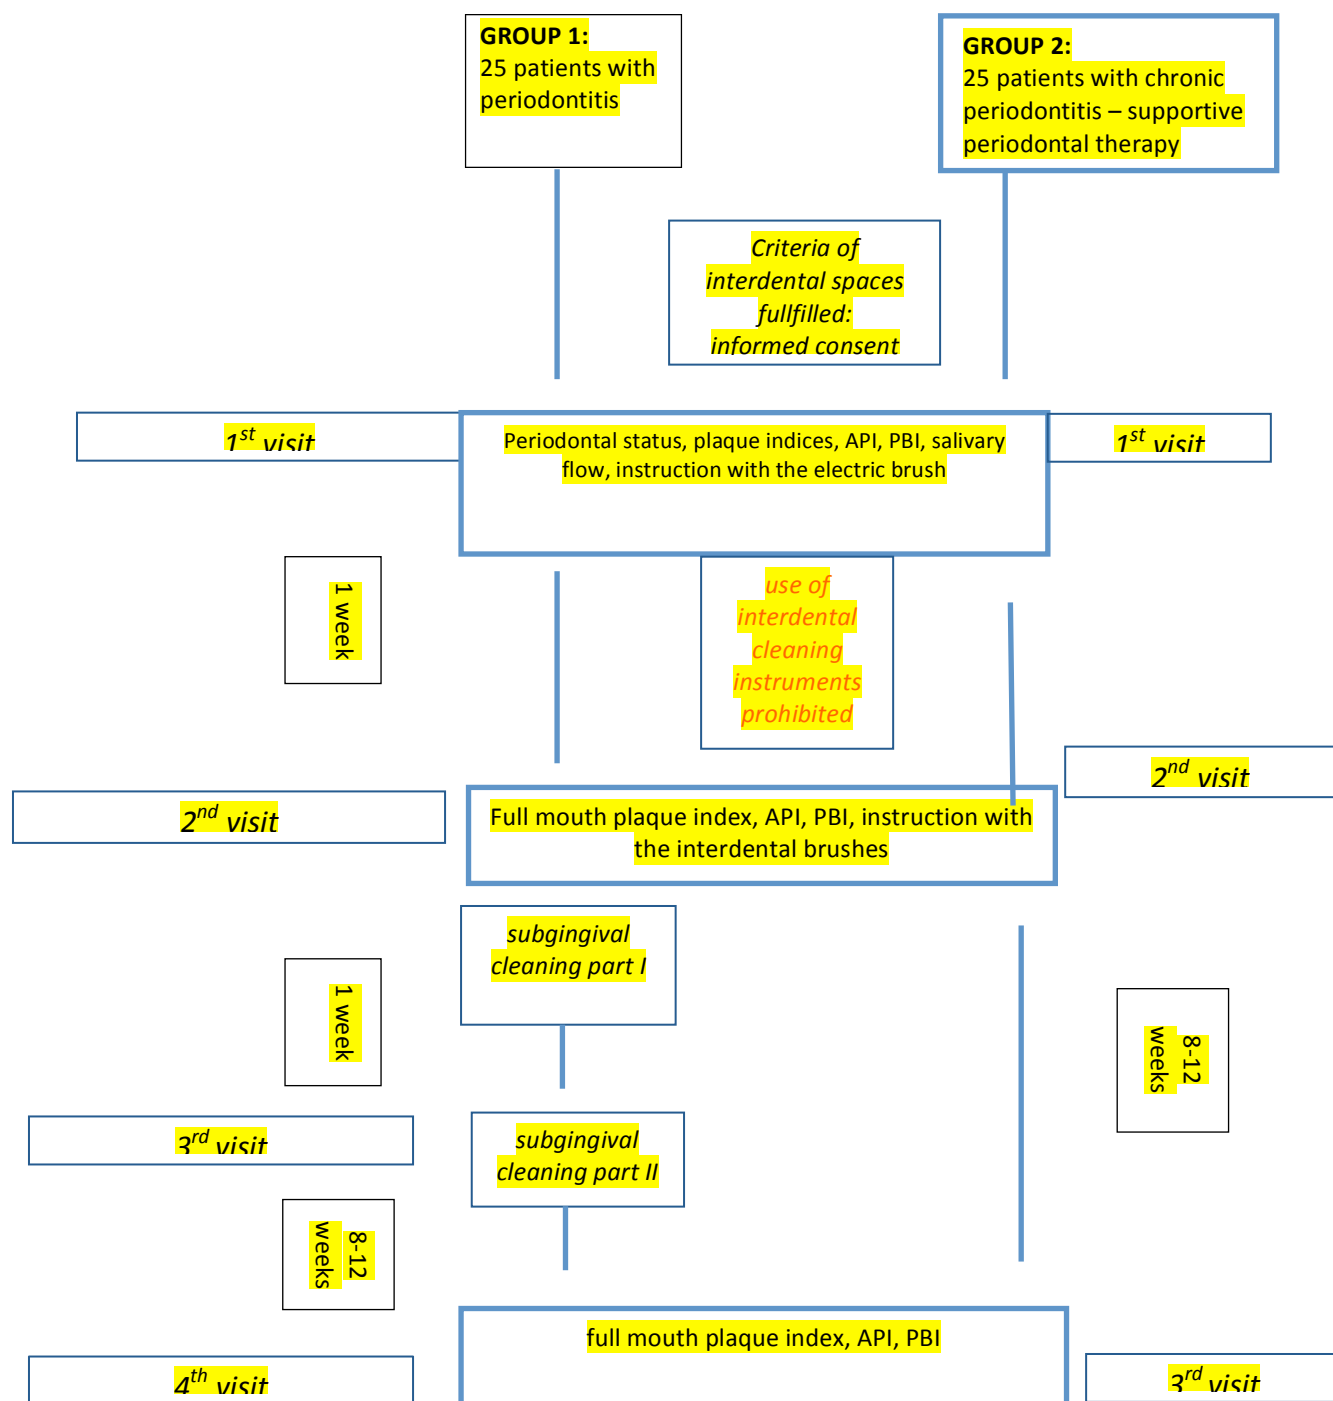 GROUP 1:
25 patients with
periodontitis
GROUP 2:
25 patients with chronic
periodontitis – supportive
periodontal therapy
Criteria of
interdental spaces
fullfilled:
informed consent
1st visit
Periodontal status, plaque indices, API, PBI, salivary
flow, instruction with the electric brush
1st visit
1 week
use of
interdental
cleaning
instruments
prohibited
2nd visit
2nd visit
Full mouth plaque index, API, PBI, instruction with
the interdental brushes
subgingival
cleaning part I
1 week
8-12
weeks
3rd visit
subgingival
cleaning part II
8-12
weeks
full mouth plaque index, API, PBI
4th visit
3rd visit